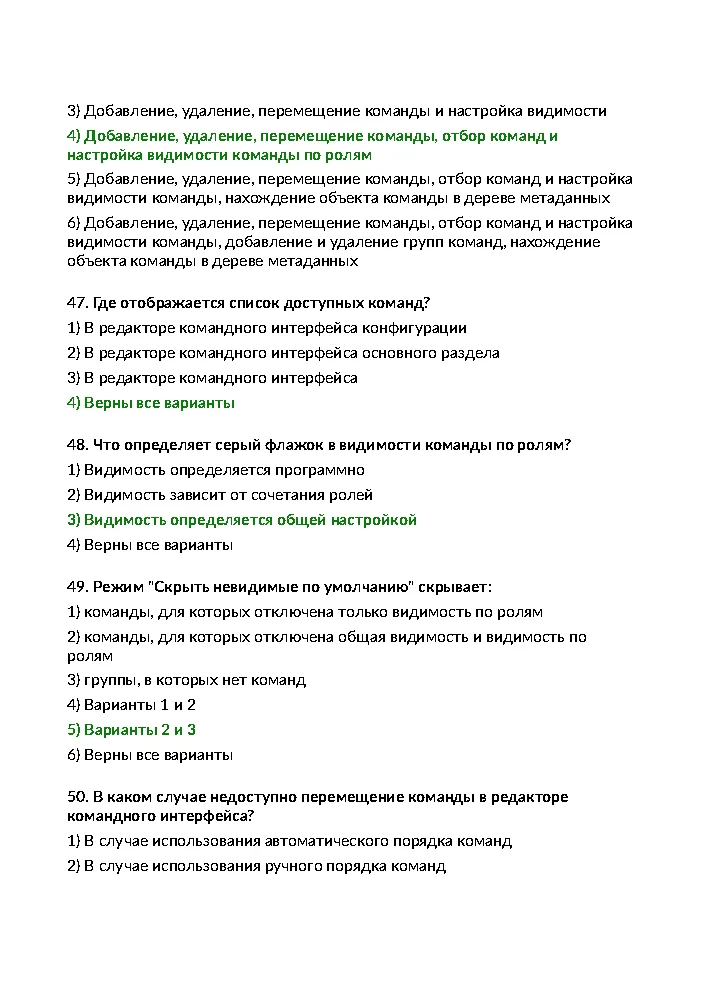 3) Добавление, удаление, перемещение команды и настройка видимости
4) Добавление, удаление, перемещение команды, отбор команд и
настройка видимости команды по ролям
5) Добавление, удаление, перемещение команды, отбор команд и настройка
видимости команды, нахождение объекта команды в дереве метаданных
6) Добавление, удаление, перемещение команды, отбор команд и настройка
видимости команды, добавление и удаление групп команд, нахождение
объекта команды в дереве метаданных
47. Где отображается список доступных команд?
1) В редакторе командного интерфейса конфигурации
2) В редакторе командного интерфейса основного раздела
3) В редакторе командного интерфейса
4) Верны все варианты
48. Что определяет серый флажок в видимости команды по ролям?
1) Видимость определяется программно
2) Видимость зависит от сочетания ролей
3) Видимость определяется общей настройкой
4) Верны все варианты
49. Режим "Скрыть невидимые по умолчанию" скрывает:
1) команды, для которых отключена только видимость по ролям
2) команды, для которых отключена общая видимость и видимость по
ролям
3) группы, в которых нет команд
4) Варианты 1 и 2
5) Варианты 2 и 3
6) Верны все варианты
50. В каком случае недоступно перемещение команды в редакторе
командного интерфейса?
1) В случае использования автоматического порядка команд
2) В случае использования ручного порядка команд